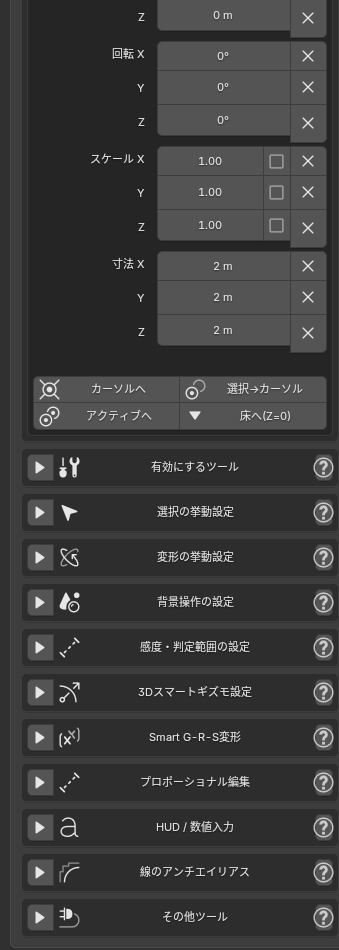 Z 0 m
回転 X 0°
Y 0°
Z 0°
スケール X 1.00
Y 1.00
Z 1.00
寸法 X 2 m
Y 2 m
Z 2 m
カーソルへ 選択→カーソル
アクティブへ 床へ(Z=0)
有効にするツール
選択の挙動設定
変形の挙動設定
背景操作の設定
感度・判定範囲の設定
3Dスマートギズモ設定
Smart G-R-S変形
プロポーショナル編集
HUD / 数値入力
線のアンチエイリアス
その他ツール